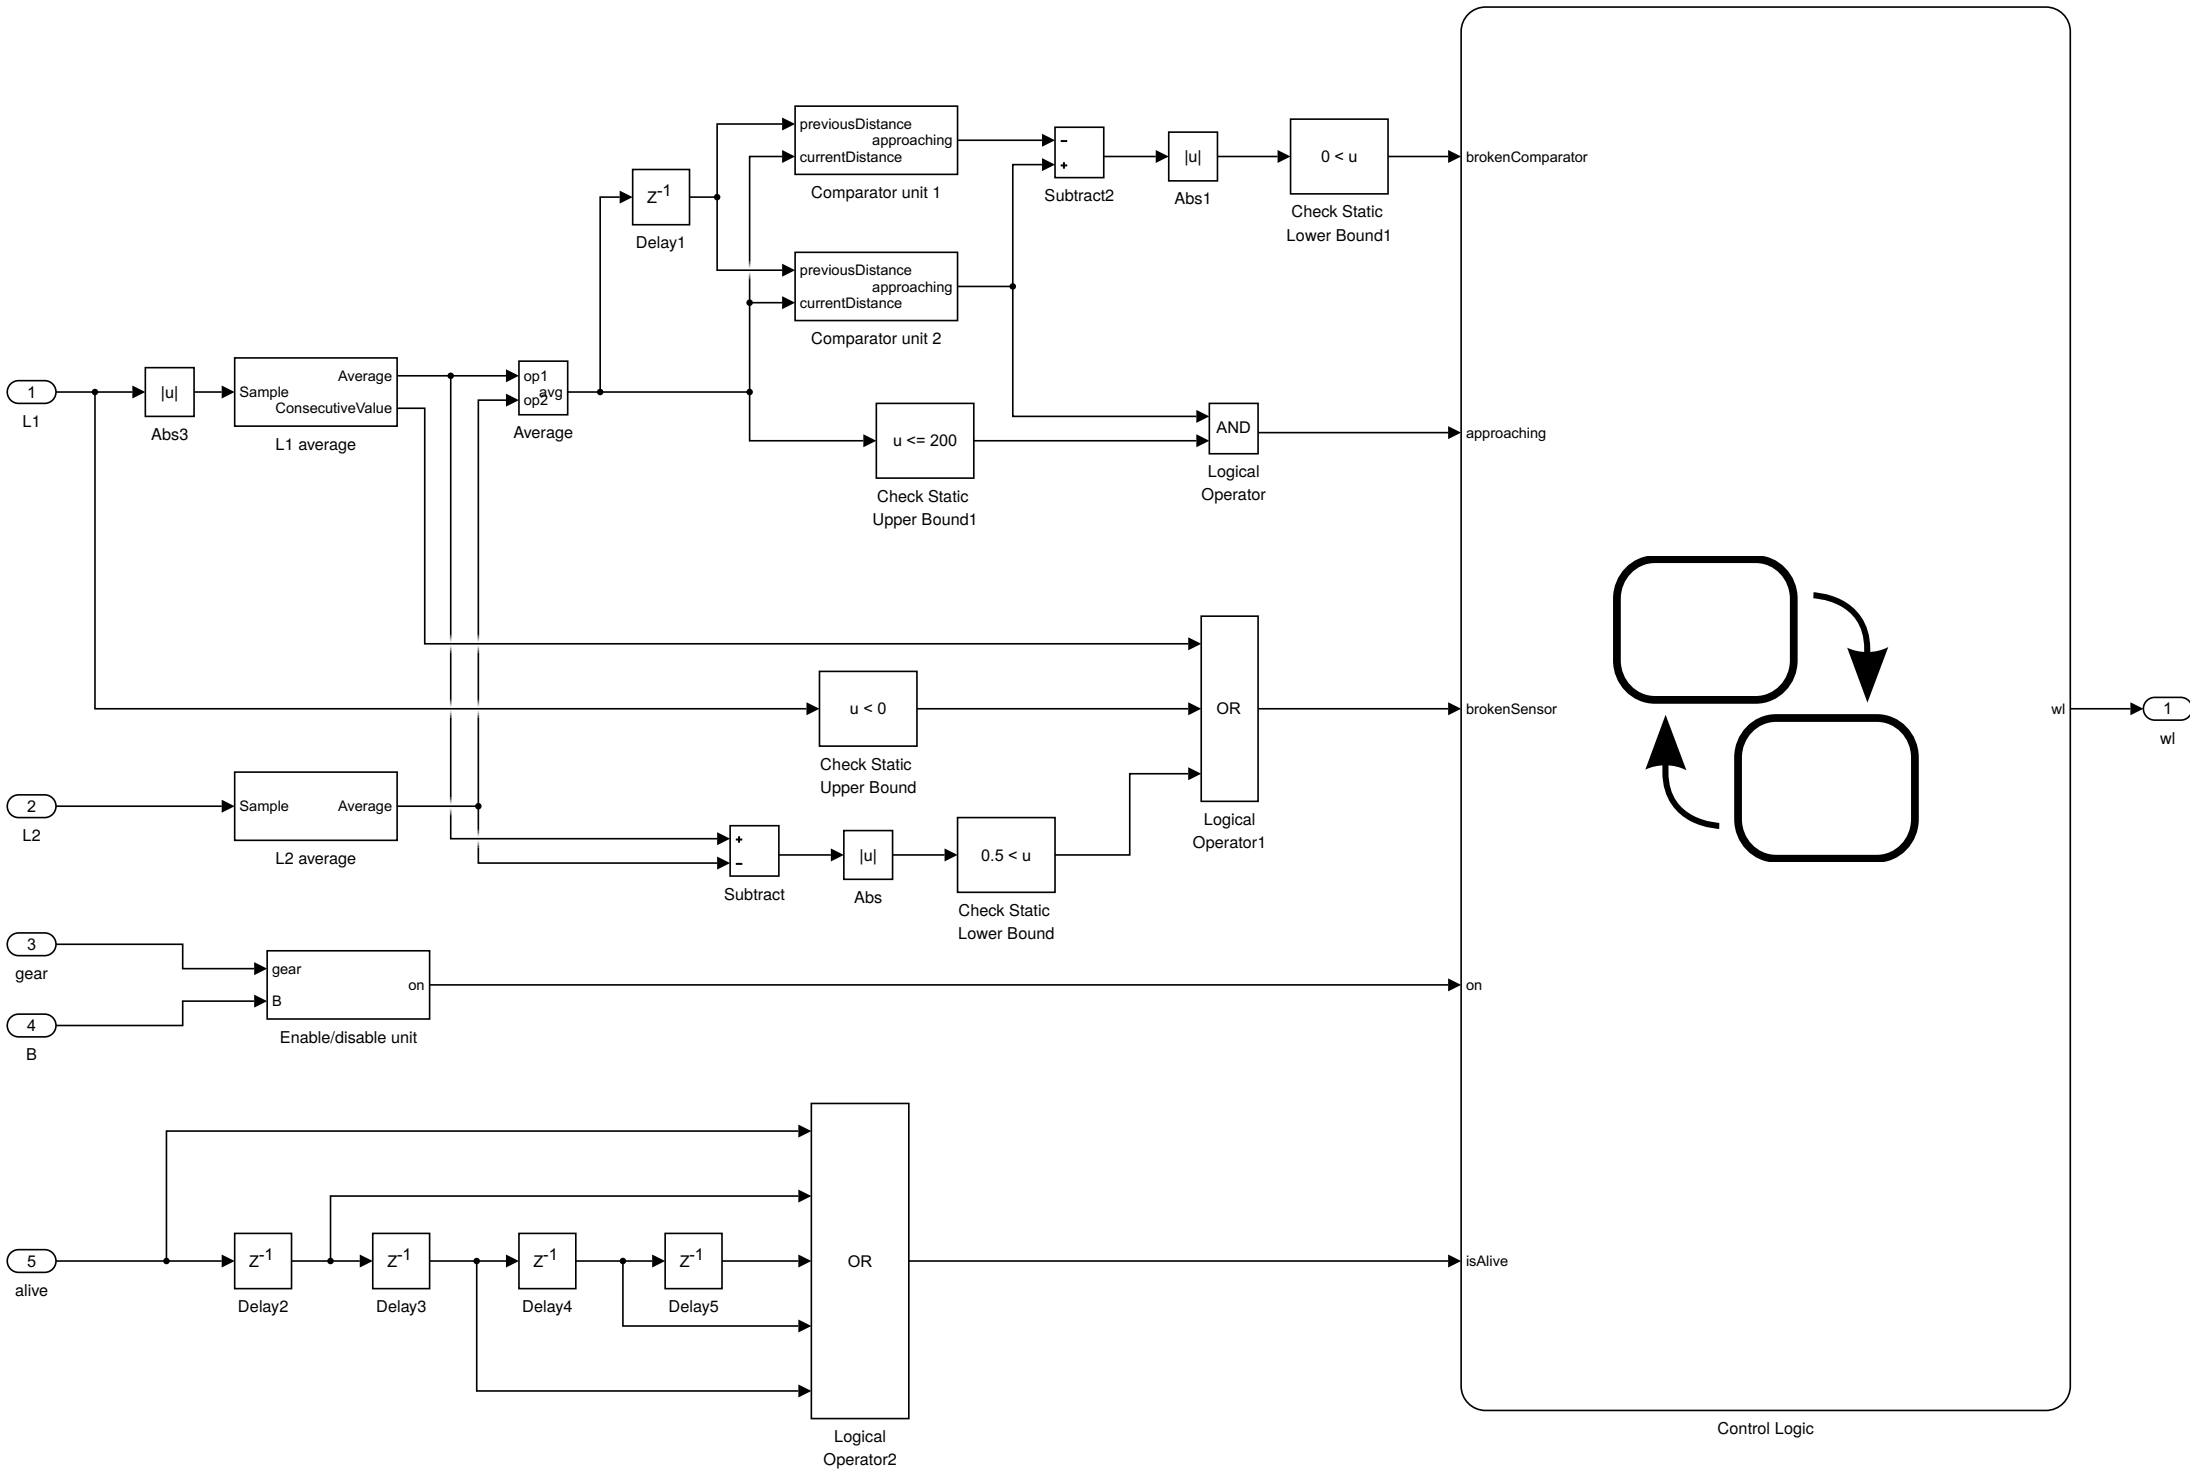 previousDistance
approaching
currentDistance
Comparator unit 1
−
+
Subtract2
|u|
Abs1
0 < u
Check Static
Lower Bound1
brokenComparator
Z-1
Delay1
previousDistance
approaching
currentDistance
Comparator unit 2
1
L1
|u|
Abs3
Sample
Average
ConsecutiveValue
L1 average
op1
avg
op2
Average
u <= 200
Check Static
Upper Bound1
AND
Logical
Operator
approaching
u < 0
Check Static
Upper Bound
OR
Logical
Operator1
brokenSensor
wl
1
wl
2
L2
Sample
Average
L2 average
+
−
Subtract
|u|
Abs
0.5 < u
Check Static
Lower Bound
3
gear
4
B
gear
B
on
Enable/disable unit
on
5
alive
Z-1
Delay2
Z-1
Delay3
Z-1
Delay4
Z-1
Delay5
OR
Logical
Operator2
isAlive
Control Logic